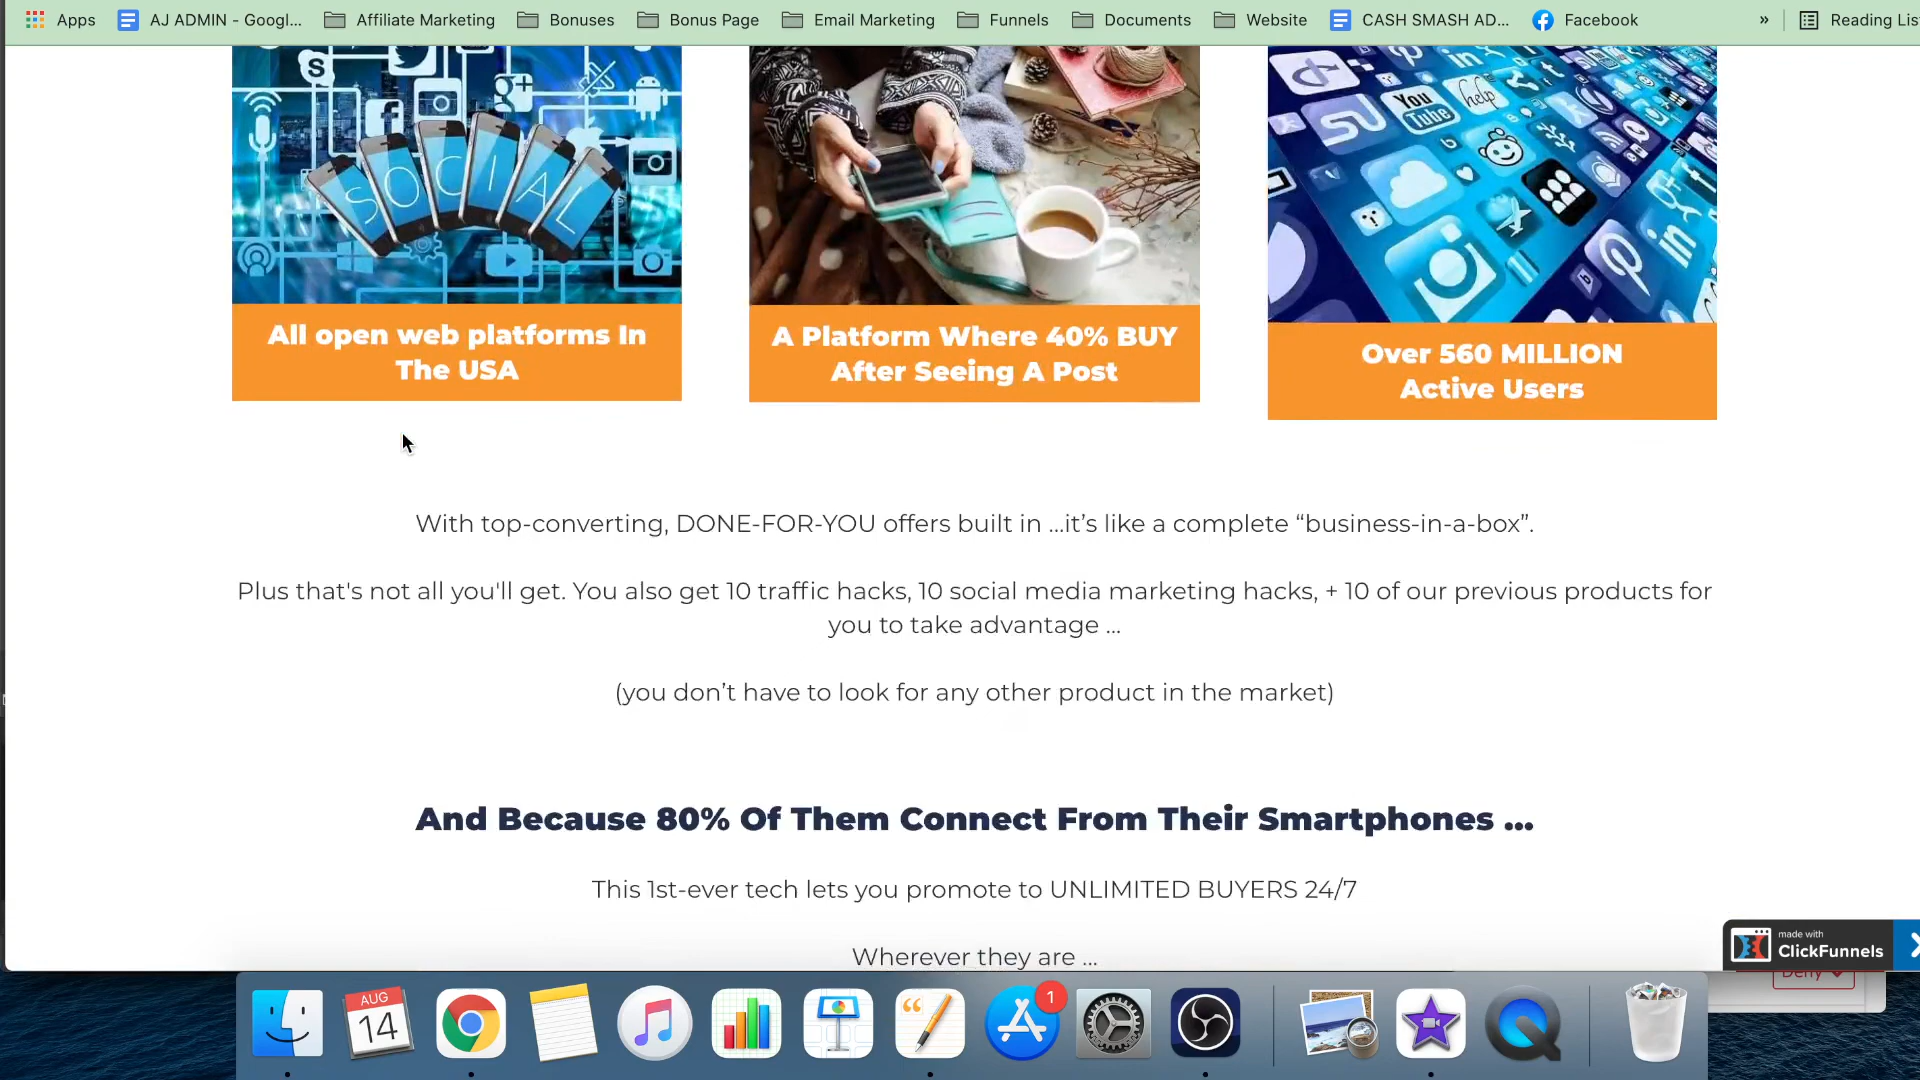 Apps AJ ADMIN - Googl... Affiliate Marketing Bonuses Bonus Page Email Marketing Funnels Documents Website CASH SMASH AD... Facebook » Reading Lis
SOCIAL
You
Tube
help
All open web platforms In
The USA
A Platform Where 40% BUY
After Seeing A Post
Over 560 MILLION
Active Users
With top-converting, DONE-FOR-YOU offers built in ...it’s like a complete “business-in-a-box”.
Plus that's not all you'll get. You also get 10 traffic hacks, 10 social media marketing hacks, + 10 of our previous products for
you to take advantage ...
(you don’t have to look for any other product in the market)
And Because 80% Of Them Connect From Their Smartphones ...
This 1st-ever tech lets you promote to UNLIMITED BUYERS 24/7
Wherever they are ...
made with
ClickFunnels
Deny
AUG
14
1